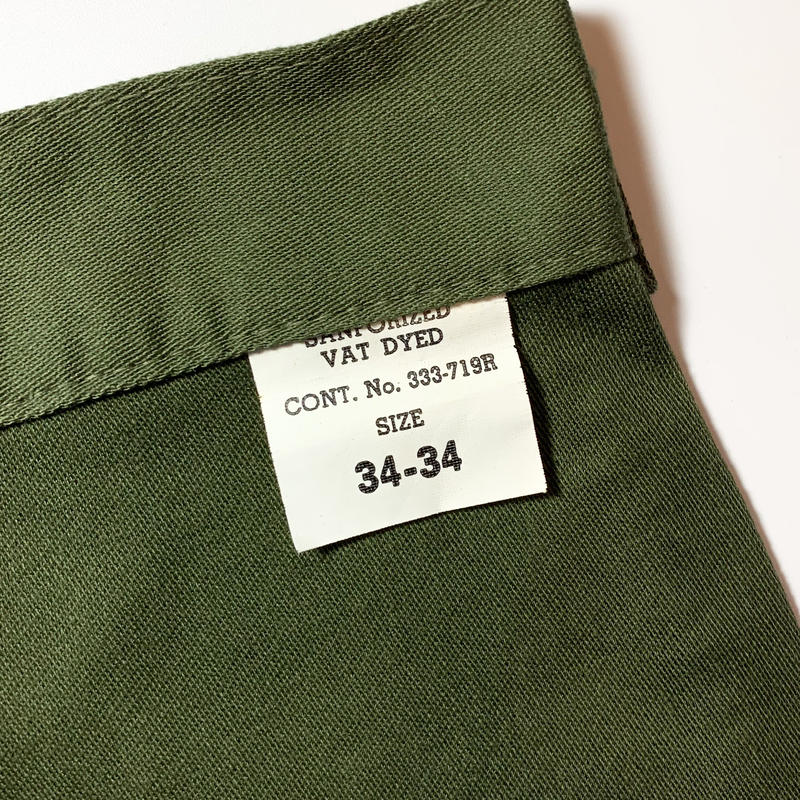 SANFORIZED
VAT DYED
CONT. No. 333-719R
SIZE
34-34